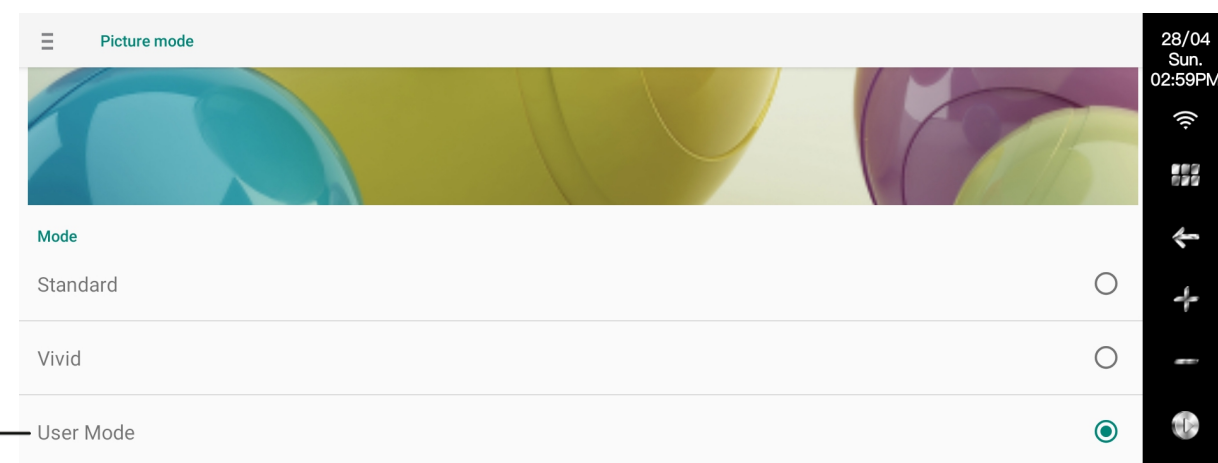 Picture mode
28/04
Sun.
02:59PM
Mode
Standard
Vivid
User Mode